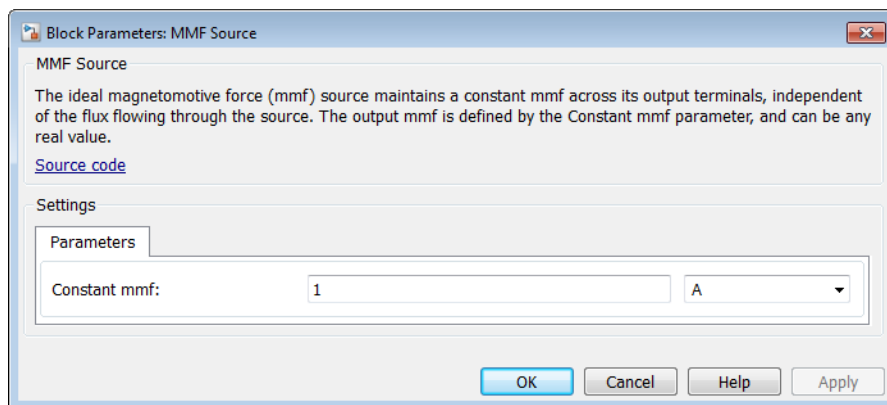 Block Parameters: MMF Source
MMF Source
The ideal magnetomotive force (mmf) source maintains a constant mmf across its output terminals, independent
of the flux flowing through the source. The output mmf is defined by the Constant mmf parameter, and can be any
real value.
Source code
Settings
Parameters
Constant mmf: 1 A
OK Cancel Help Apply